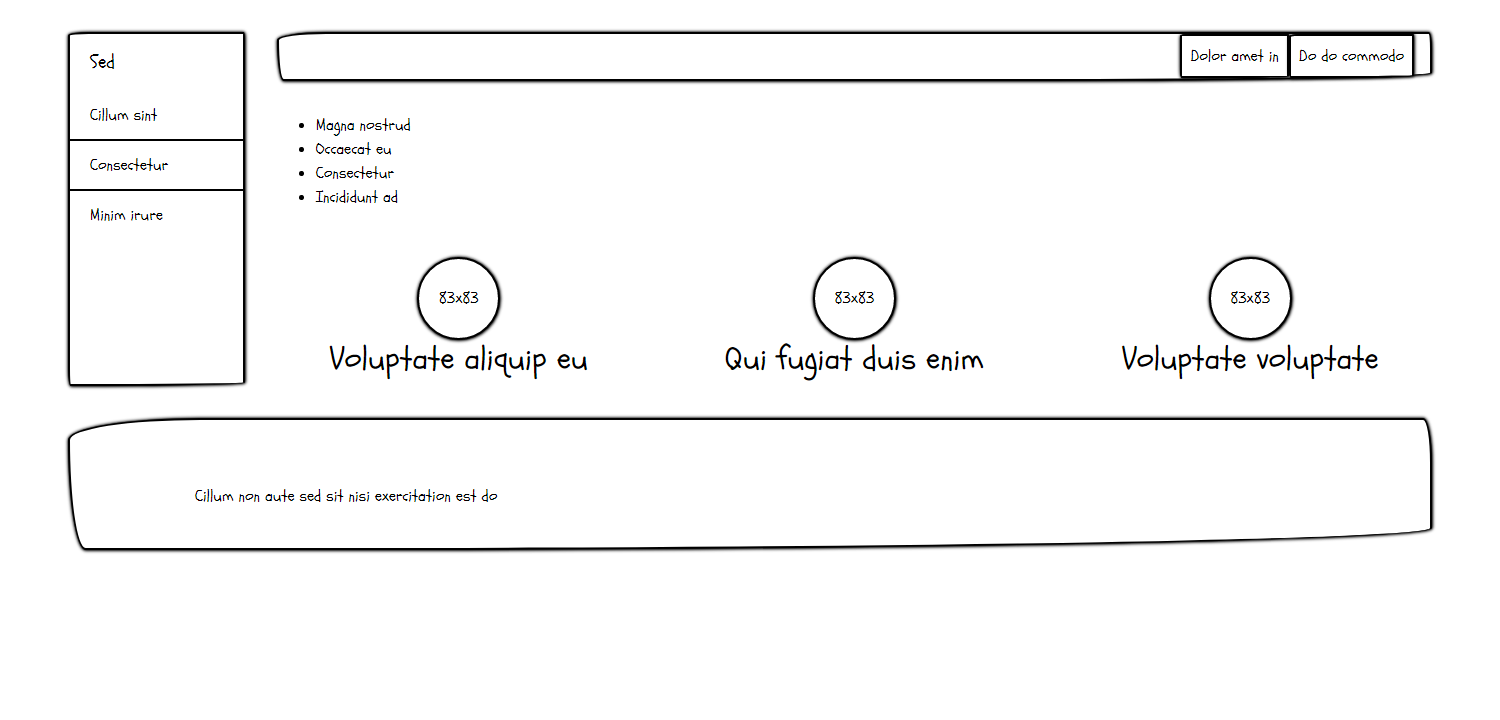 Sed
Cillum sint
Consectetur
Minim irure
Dolor amet in
Do do commodo
Magna nostrud
Occaecat eu
Consectetur
Incididunt ad
83x83
Voluptate aliquip eu
83x83
Qui fugiat duis enim
83x83
Voluptate voluptate
Cillum non aute sed sit nisi exercitation est do